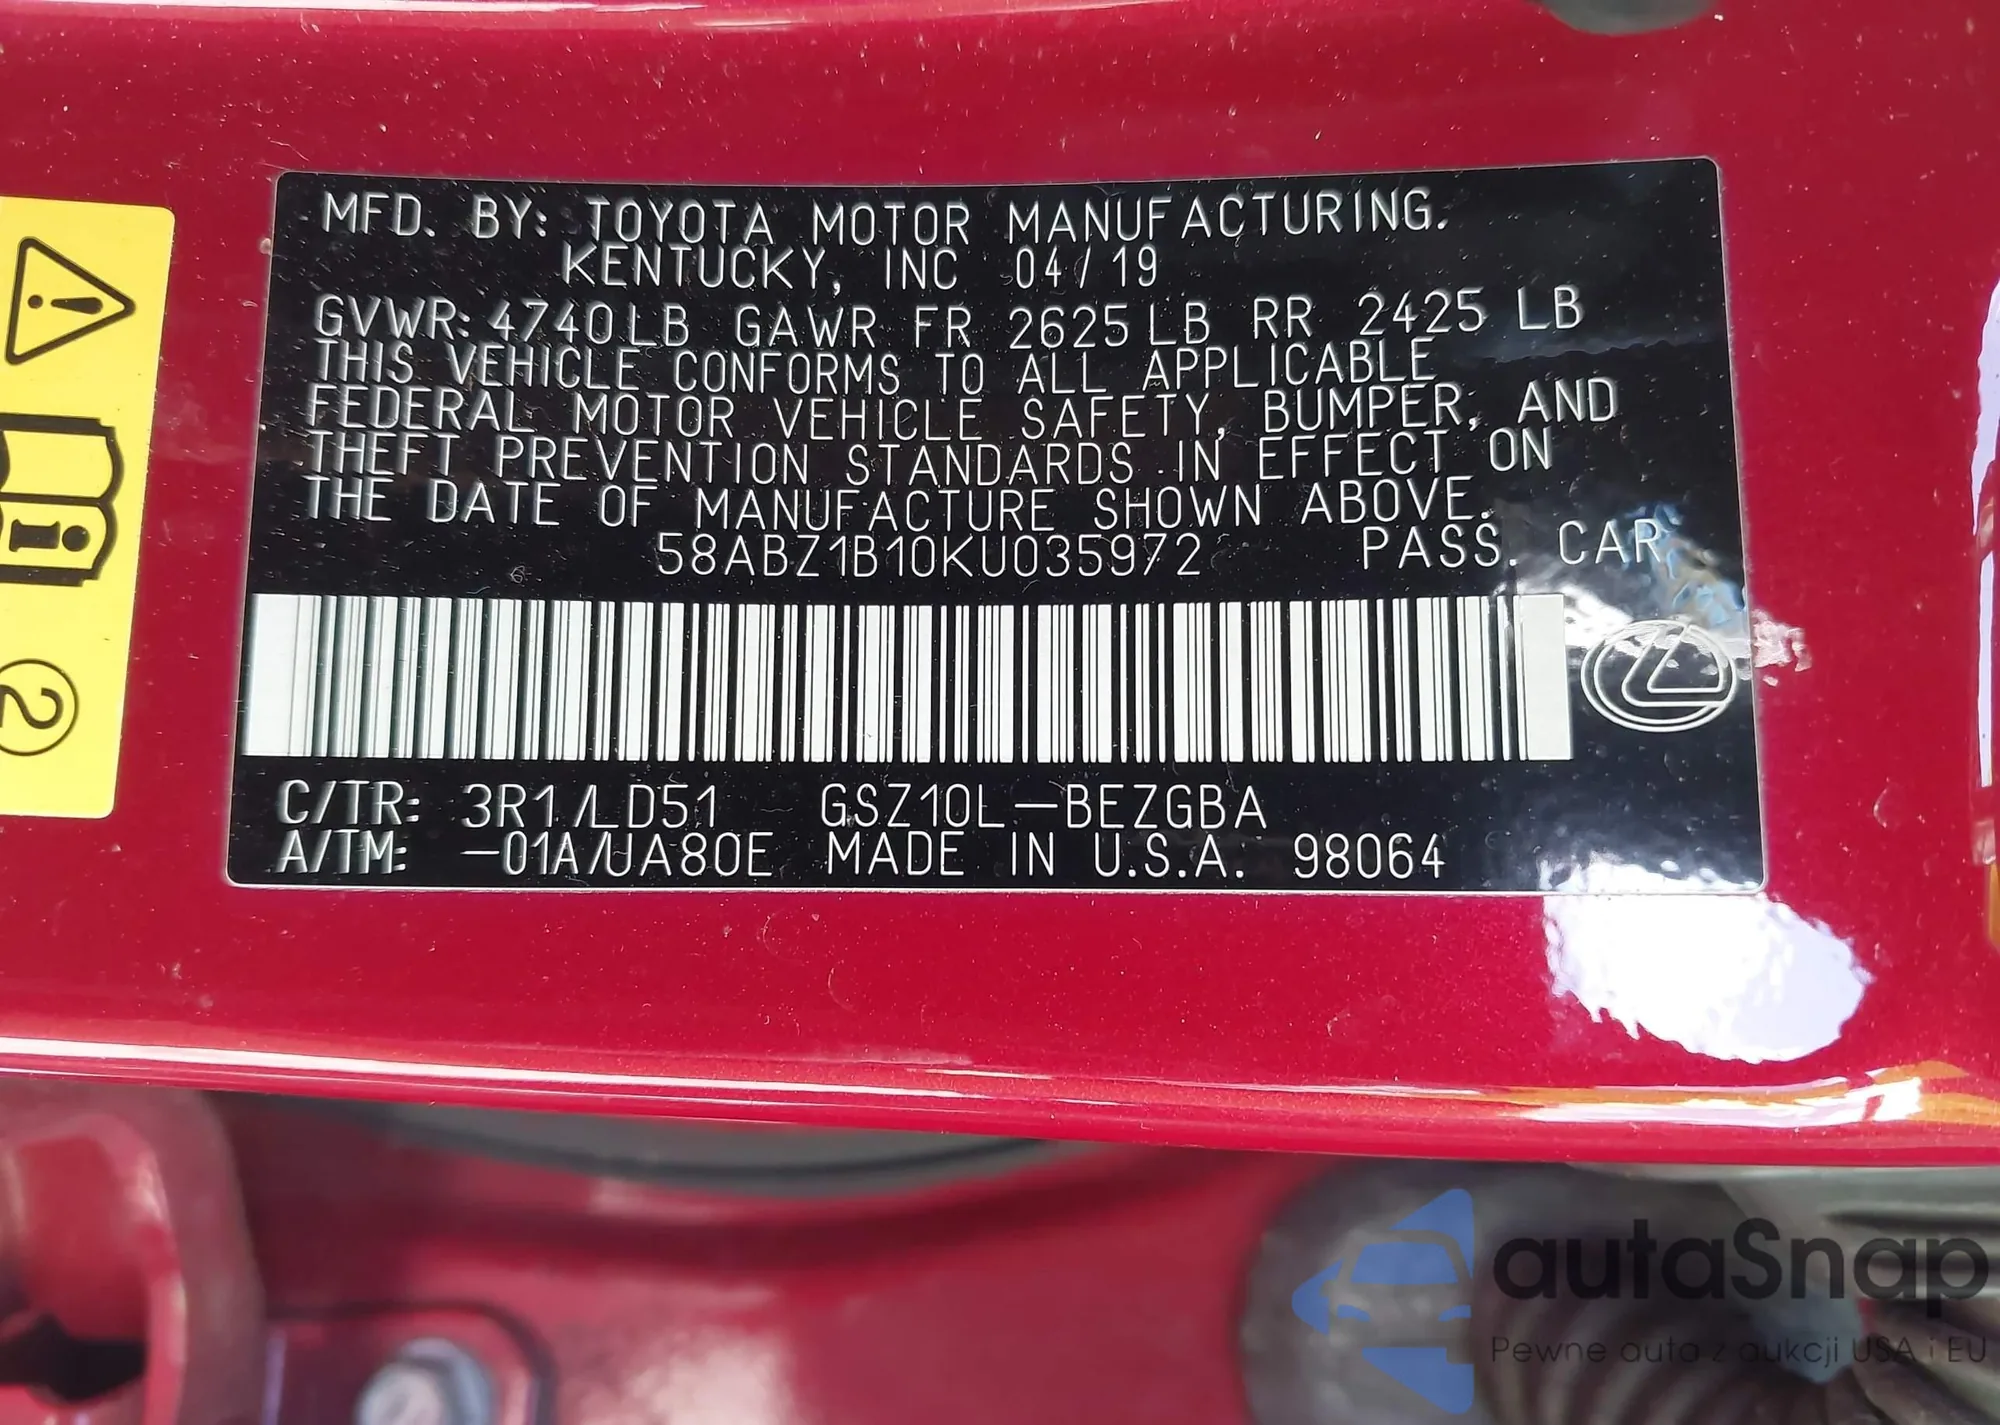 MFD. BY: TOYOTA MOTOR MANUFACTURING.
KENTUCKY, INC 04/19
GVWR: 4740LB GAWR FR 2625LB RR 2425 LB
THIS VEHICLE CONFORMS TO ALL APPLICABLE
FEDERAL MOTOR VEHICLE SAFETY, BUMPER, AND
THEFT PREVENTION STANDARDS IN EFFECT ON
THE DATE OF MANUFACTURE SHOWN ABOVE.
58ABZ1B10KU035972 PASS. CAR
C/TR: 3R1/LD51 GSZ10L-BEZGBA
A/TM: -01A/UA80E MADE IN U.S.A. 98064
!
i
2
autaSnap
Pewne auta z aukcji USA i EU